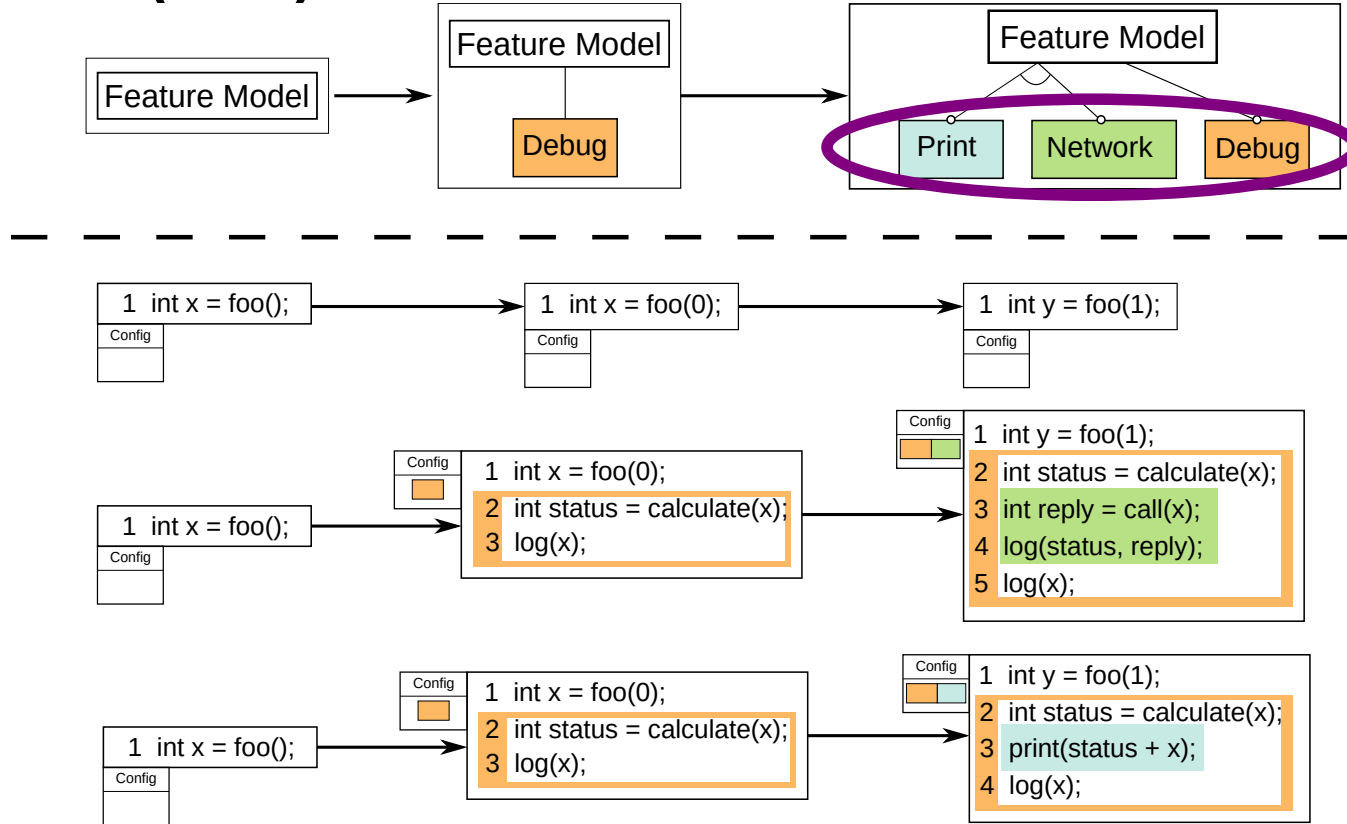 Feature Model
Feature Model
Debug
Feature Model
Print
Network
Debug
1 int x = foo();
Config
1 int x = foo(0);
Config
1 int y = foo(1);
Config
1 int x = foo();
Config
Config
1 int x = foo(0);
2 int status = calculate(x);
3 log(x);
Config
1 int y = foo(1);
2 int status = calculate(x);
3 int reply = call(x);
4 log(status, reply);
5 log(x);
1 int x = foo();
Config
Config
1 int x = foo(0);
2 int status = calculate(x);
3 log(x);
Config
1 int y = foo(1);
2 int status = calculate(x);
3 print(status + x);
4 log(x);